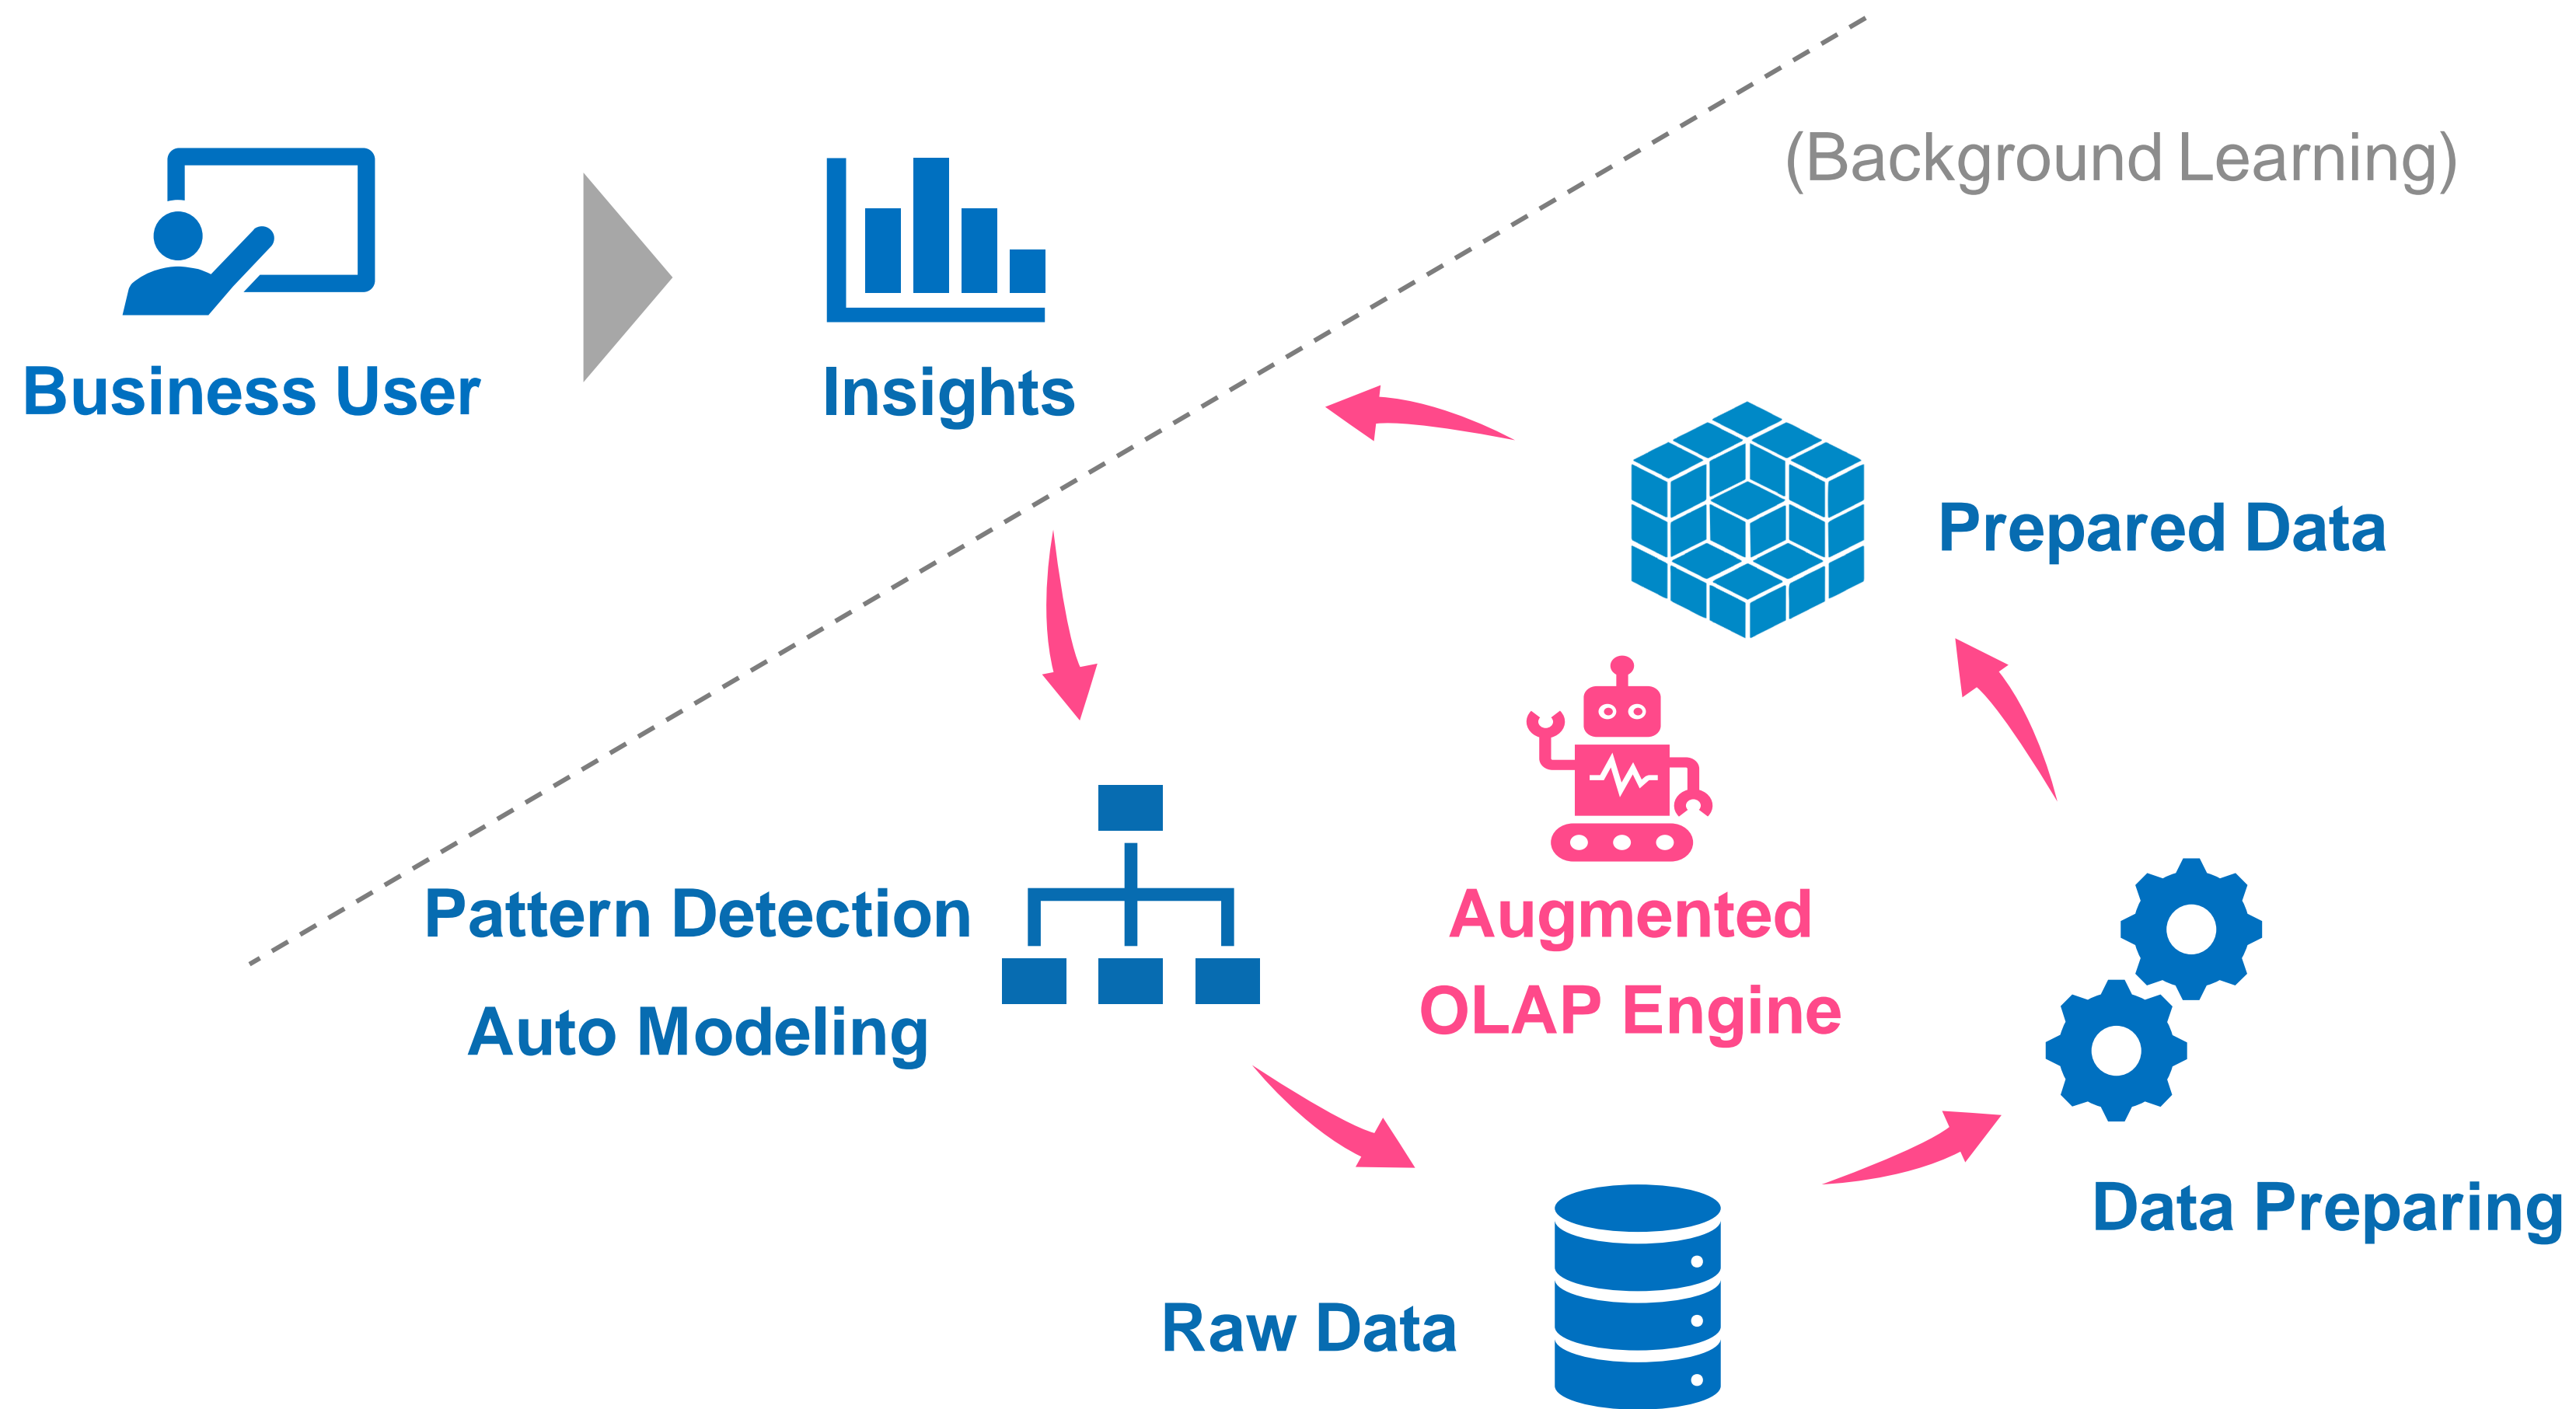 (Background Learning)
Business User
Insights
Prepared Data
Pattern Detection
Auto Modeling
Augmented
OLAP Engine
Data Preparing
Raw Data